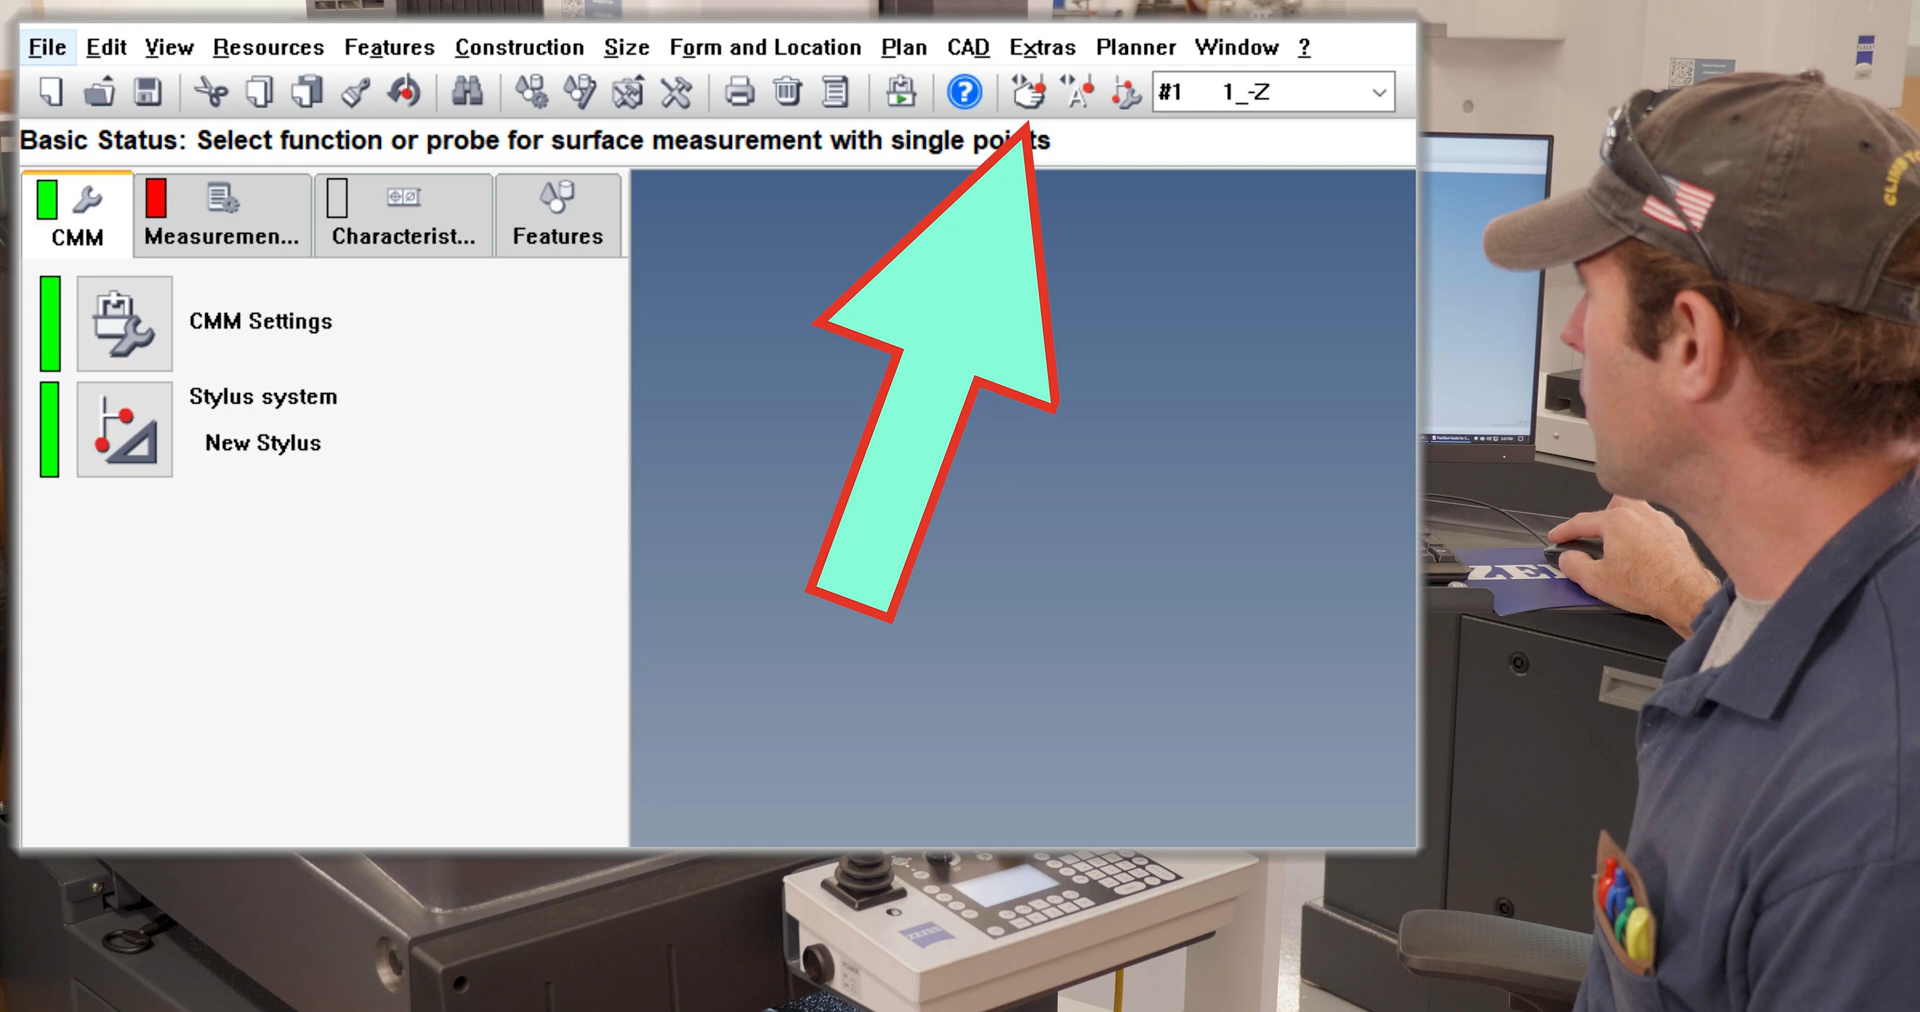 File Edit View Resources Features Construction Size Form and Location Plan CAD Extras Planner Window ?
#1 1_-Z
Basic Status: Select function or probe for surface measurement with single
CMM
Measuremen...
Characterist...
Features
CMM Settings
Stylus system
New Stylus
ZEISS